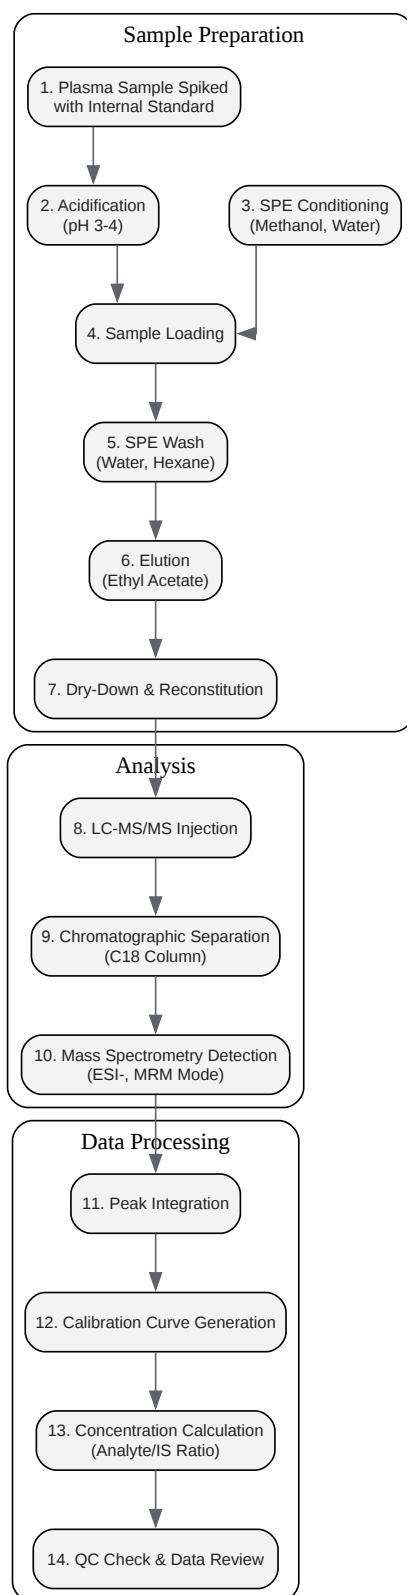 Sample Preparation
1. Plasma Sample Spiked
with Internal Standard
2. Acidification
(pH 3-4)
3. SPE Conditioning
(Methanol, Water)
4. Sample Loading
5. SPE Wash
(Water, Hexane)
6. Elution
(Ethyl Acetate)
7. Dry-Down & Reconstitution
Analysis
8. LC-MS/MS Injection
9. Chromatographic Separation
(C18 Column)
10. Mass Spectrometry Detection
(ESI-, MRM Mode)
Data Processing
11. Peak Integration
12. Calibration Curve Generation
13. Concentration Calculation
(Analyte/IS Ratio)
14. QC Check & Data Review